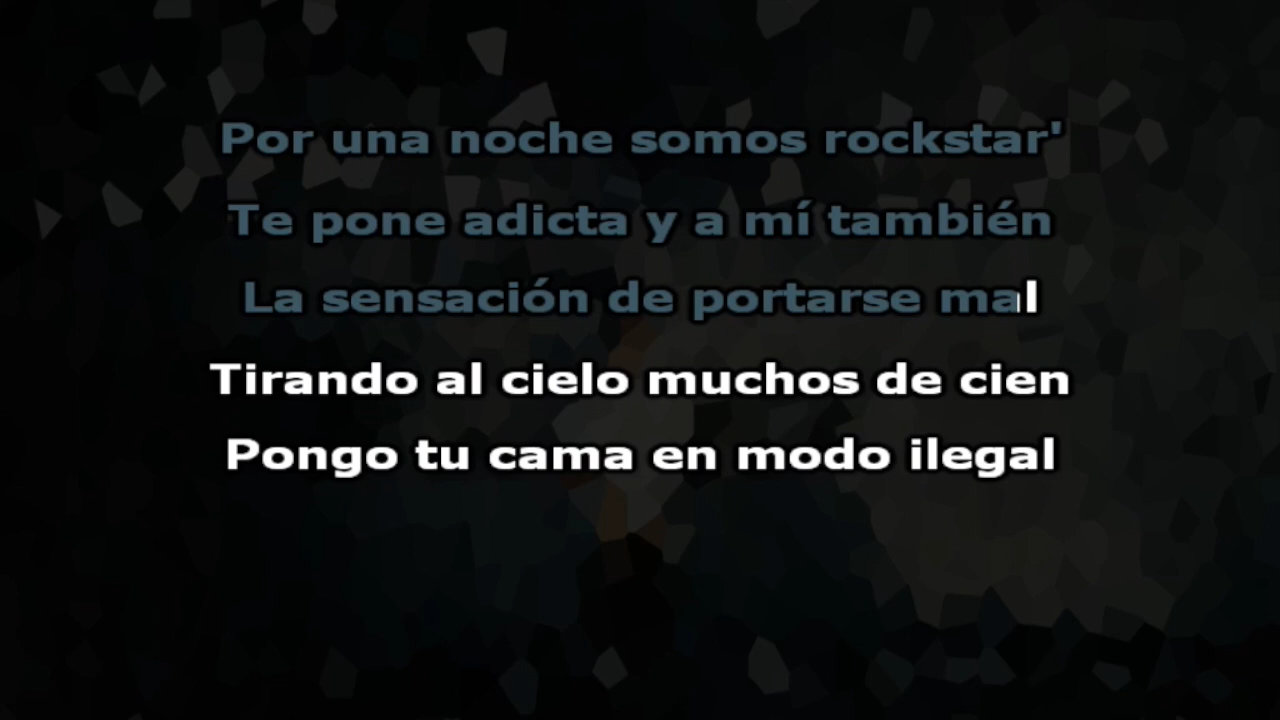 Por una noche somos rockstar'
Te pone adicta y a mí también
La sensación de portarse mal
Tirando al cielo muchos de cien
Pongo tu cama en modo ilegal